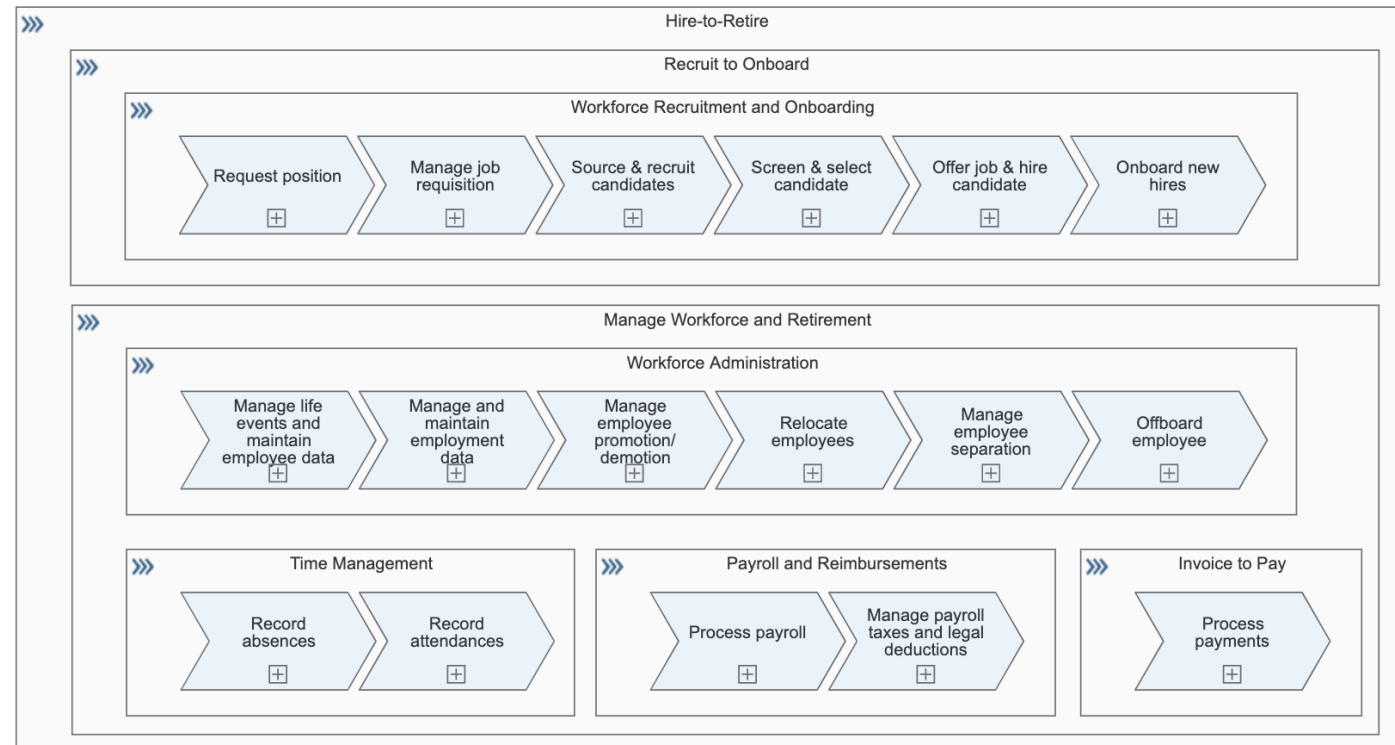 Hire-to-Retire
Recruit to Onboard
Workforce Recruitment and Onboarding
Request position
Manage job
requisition
Source & recruit
candidates
Screen & select
candidate
Offer job & hire
candidate
Onboard new
hires
Manage Workforce and Retirement
Workforce Administration
Manage life
events and
maintain
employee data
Manage and
maintain
employment
data
Manage
employee
promotion/
demotion
Relocate
employees
Manage
employee
separation
Offboard
employee
Time Management
Record
absences
Record
attendances
Payroll and Reimbursements
Process payroll
Manage payroll
taxes and legal
deductions
Invoice to Pay
Process
payments